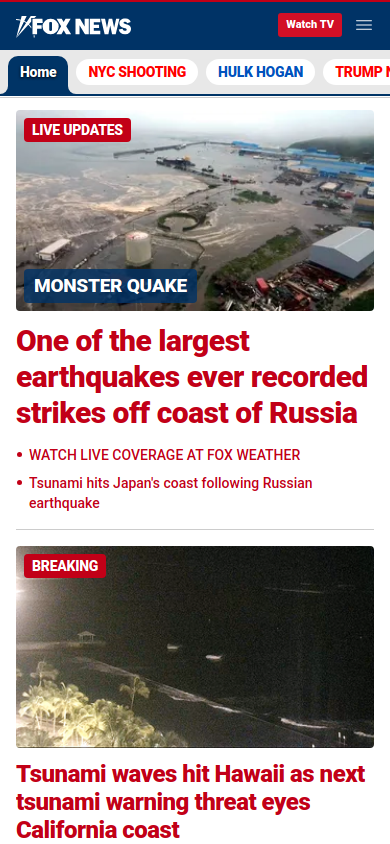 FOX NEWS
Watch TV
Home
NYC SHOOTING
HULK HOGAN
TRUMP
LIVE UPDATES
MONSTER QUAKE
One of the largest
earthquakes ever recorded
strikes off coast of Russia
• WATCH LIVE COVERAGE AT FOX WEATHER
• Tsunami hits Japan's coast following Russian
earthquake
BREAKING
Tsunami waves hit Hawaii as next
tsunami warning threat eyes
California coast